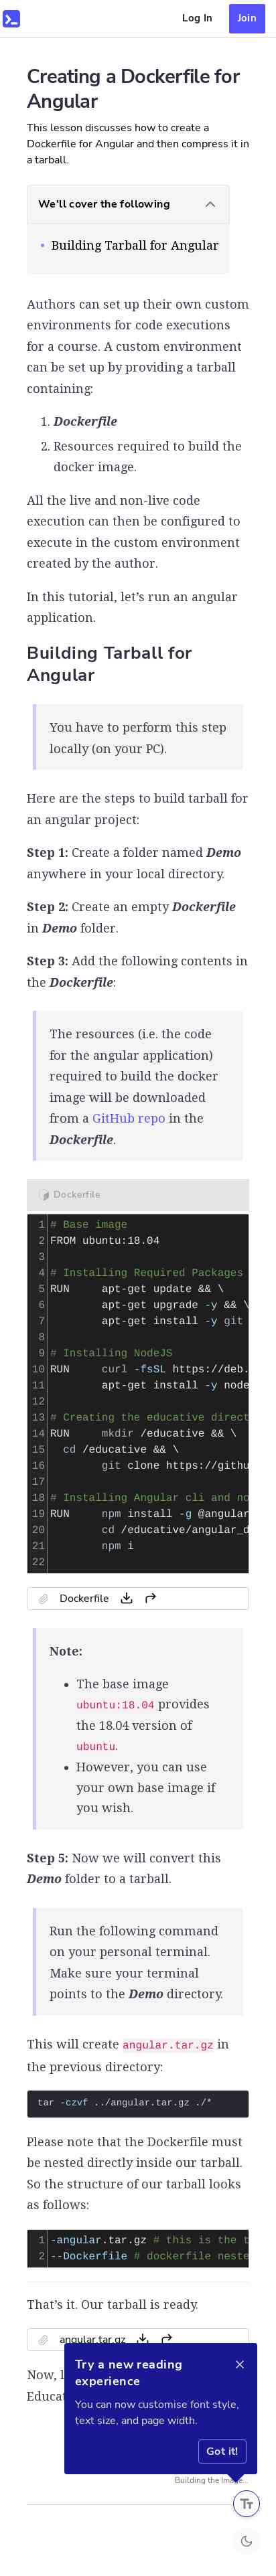 Log In
Join
Creating a Dockerfile for
Angular
This lesson discusses how to create a
Dockerfile for Angular and then compress it in
a tarball.
We'll cover the following
Building Tarball for Angular
Authors can set up their own custom
environments for code executions
for a course. A custom environment
can be set up by providing a tarball
containing:
1. Dockerfile
2. Resources required to build the
docker image.
All the live and non-live code
execution can then be configured to
execute in the custom environment
created by the author.
In this tutorial, let's run an angular
application.
Building Tarball for
Angular
You have to perform this step
locally (on your PC).
Here are the steps to build tarball for
an angular project:
Step 1: Create a folder named Demo
anywhere in your local directory.
Step 2: Create an empty Dockerfile
in Demo folder.
Step 3: Add the following contents in
the Dockerfile:
The resources (i.e. the code
for the angular application)
required to build the docker
image will be downloaded
from a GitHub repo in the
Dockerfile.
Dockerfile
1 # Base image
2 FROM ubuntu:18.04
3
4 # Installing Required Packages
5 RUN apt-get update && \
6 apt-get upgrade -y && \
7 apt-get install -y git
8
9 # Installing NodeJS
10 RUN curl -fsSL https://deb.
11 apt-get install -y node
12
13 # Creating the educative direct
14 RUN mkdir /educative && \
15 cd /educative && \
16 git clone https://githu
17
18 # Installing Angular cli and no
19 RUN npm install -g @angular
20 cd /educative/angular_d
21 npm i
22
Dockerfile
Note:
• The base image
ubuntu:18.04 provides
the 18.04 version of
ubuntu.
• However, you can use
your own base image if
you wish.
Step 5: Now we will convert this
Demo folder to a tarball.
Run the following command
on your personal terminal.
Make sure your terminal
points to the Demo directory.
This will create angular.tar.gz in
the previous directory:
tar -czvf ../angular.tar.gz ./*
Please note that the Dockerfile must
be nested directly inside our tarball.
So the structure of our tarball looks
as follows:
1 -angular.tar.gz # this is the t
2 --Dockerfile # dockerfile neste
That's it. Our tarball is ready.
angular.tar.gz
Now, l
Educat
Try a new reading
experience
You can now customise font style,
text size, and page width.
Got it!
Building the Image...